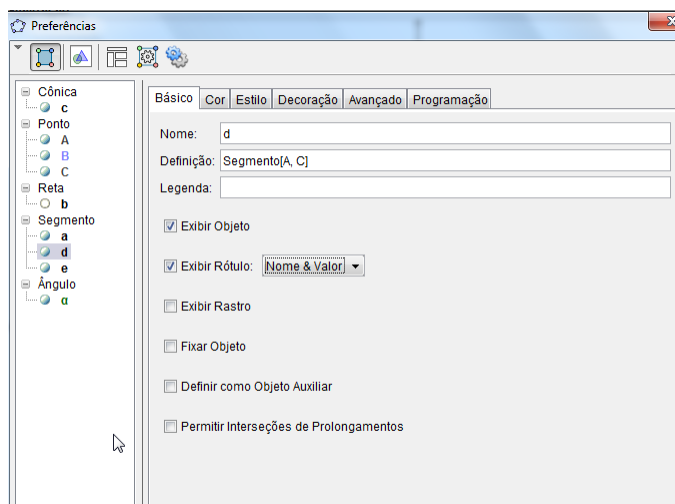 Preferências
Cônica
c
Ponto
A
B
C
Reta
b
Segmento
a
d
e
Ângulo
α
Básico Cor Estilo Decoração Avançado Programação
Nome: d
Definição: Segmento[A, C]
Legenda:
Exibir Objeto
Exibir Rótulo: Nome & Valor
Exibir Rastro
Fixar Objeto
Definir como Objeto Auxiliar
Permitir Interseções de Prolongamentos